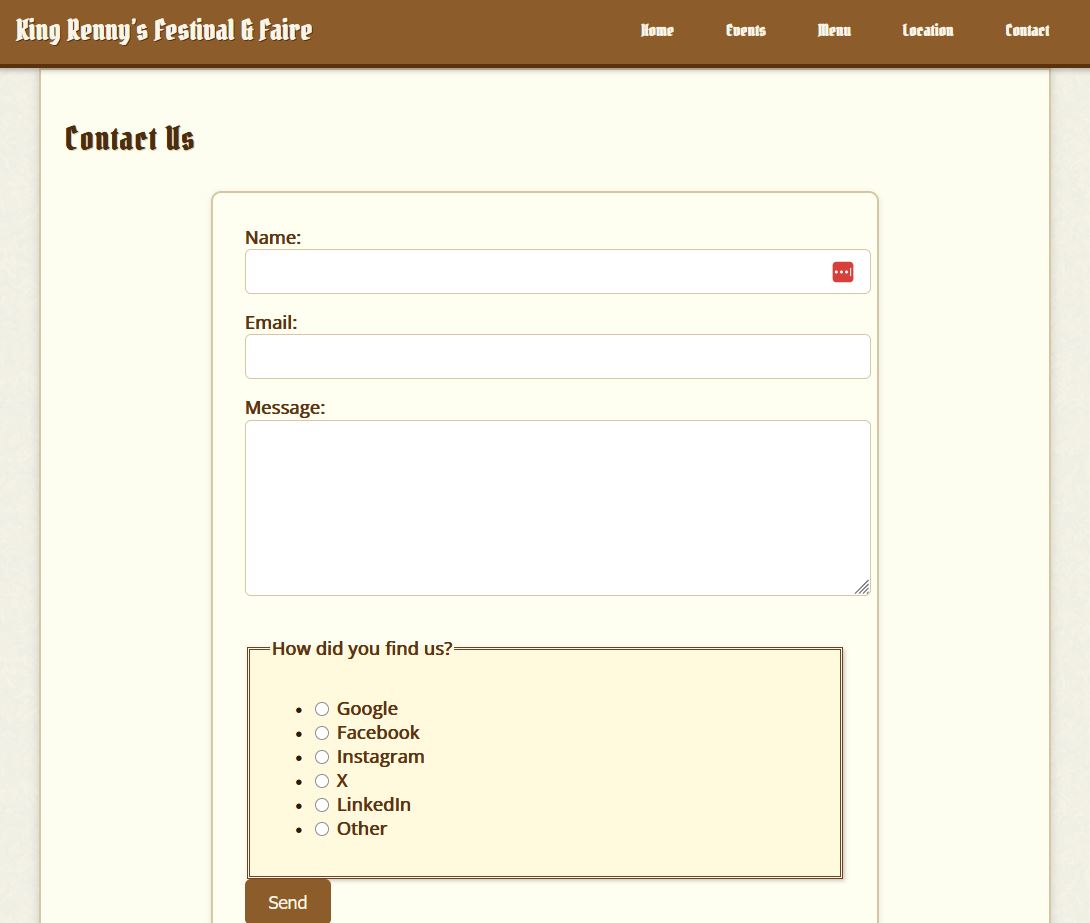 King Renny's Festival & Faire
Home Events Menu Location Contact
Contact Us
Name:
Email:
Message:
How did you find us?
Google
Facebook
Instagram
X
LinkedIn
Other
Send